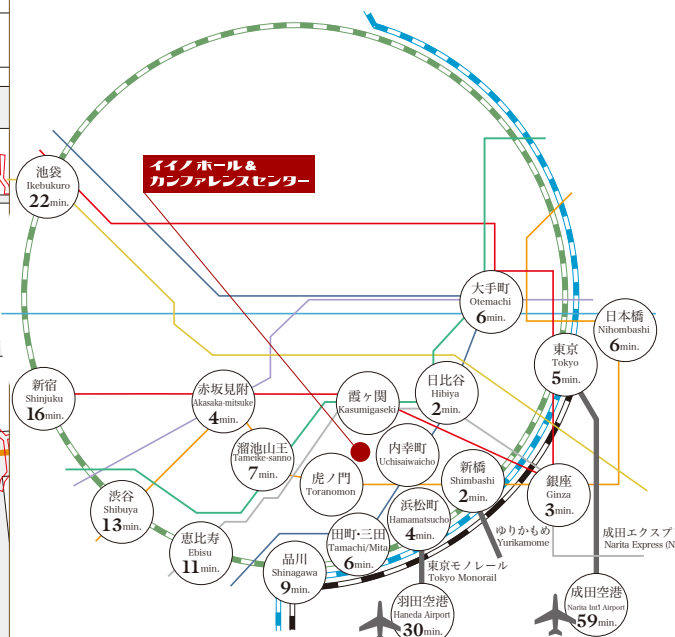 イイノホール&
カンファレンスセンター
池袋
Ikebukuro
22min.
大手町
Otemachi
6min.
日本橋
Nihombashi
6min.
東京
Tokyo
5min.
新宿
Shinjuku
16min.
赤坂見附
Akasaka-mitsuke
4min.
霞ヶ関
Kasumigaseki
日比谷
Hibiya
2min.
溜池山王
Tameike-sanno
7min.
内幸町
Uchisaiwaicho
虎ノ門
Toranomon
新橋
Shimbashi
2min.
銀座
Ginza
3min.
渋谷
Shibuya
13min.
浜松町
Hamamatsucho
4min.
恵比寿
Ebisu
11min.
田町・三田
Tamachi/Mita
6min.
品川
Shinagawa
9min.
ゆりかもめ
Yurikamome
成田エクスプ
Narita Express (N
東京モノレール
Tokyo Monorail
羽田空港
Haneda Airport
30min.
成田空港
Narita Int'l Airport
59min.